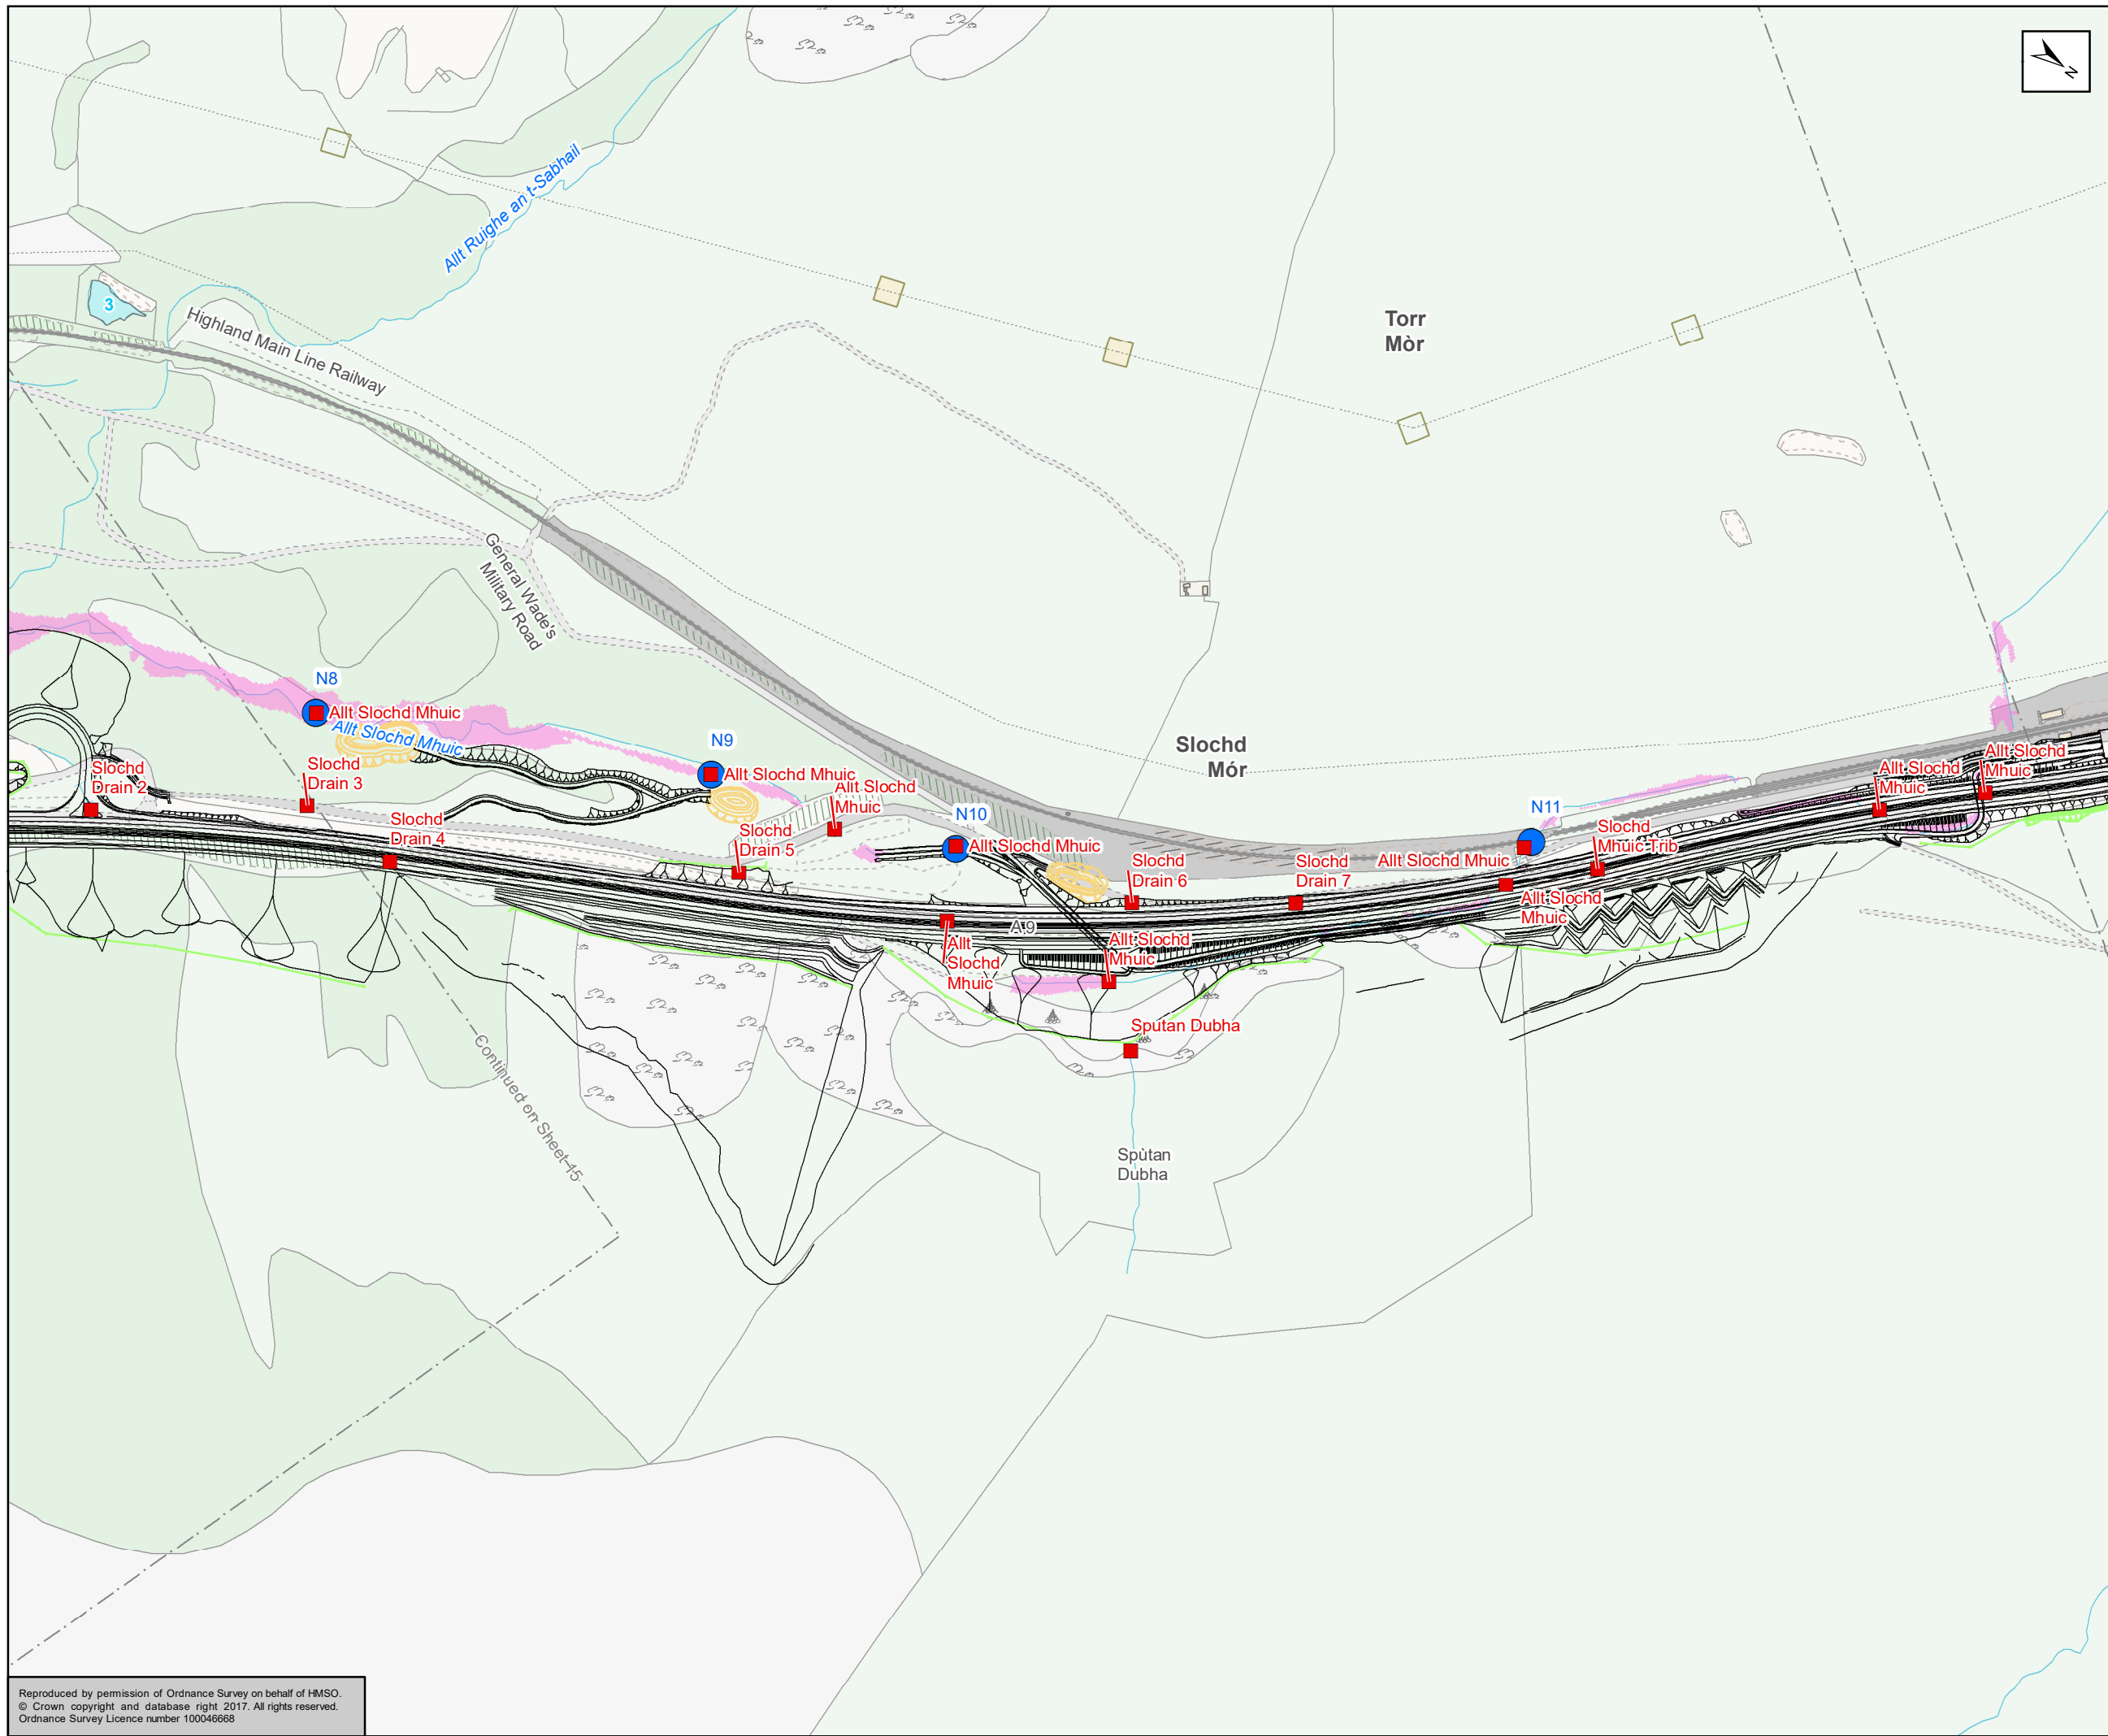 N
Allt Ruighe an t-Sabhail
3
Highland Main Line Railway
Torr
Mòr
General Wade's
Military Road
N8
Allt Slochd Mhuic
Allt Slochd Mhuic
N9
Allt Slochd Mhuic
Slochd
Mór
Slochd
Drain 2
Slochd
Drain 3
Slochd
Drain 4
Allt Slochd
Mhuic
Slochd
Drain 5
N10
Allt Slochd Mhuic
Slochd
Drain 6
Slochd
Drain 7
N11
Allt Slochd Mhuic
Slochd
Mhuic Trib
Allt Slochd
Mhuic
Allt Slochd
Mhuic
Allt Slochd
Mhuic
A 9
Allt
Slochd
Mhuic
Allt Slochd
Mhuic
Sputan Dubha
Spùtan
Dubha
Continued on Sheet 15
Reproduced by permission of Ordnance Survey on behalf of HMSO.
© Crown copyright and database right 2017. All rights reserved.
Ordnance Survey Licence number 100046668